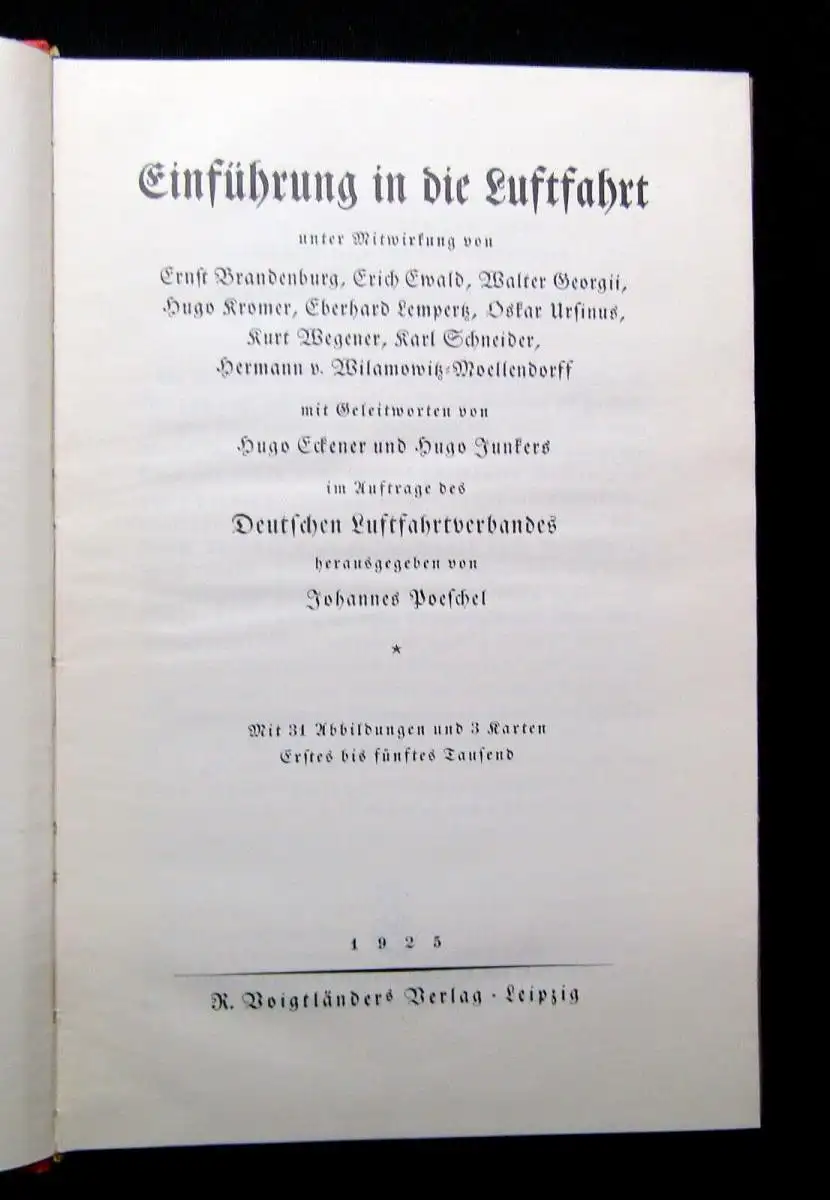 Einführung in die Luftfahrt
unter Mitwirkung von
Ernſt Brandenburg, Erich Ewald, Walter Georgii,
Hugo Kromer, Eberhard Lempertz, Oskar Urſinus,
Kurt Wegener, Karl Schneider,
Hermann v. Wilamowitz-Moellendorff
mit Geleitworten von
Hugo Eckener und Hugo Junkers
im Auftrage des
Deutſchen Luftfahrtverbandes
herausgegeben von
Johannes Poeſchel
★
Mit 31 Abbildungen und 3 Karten
Erſtes bis fünftes Tauſend
1925
R. Voigtländers Verlag · Leipzig